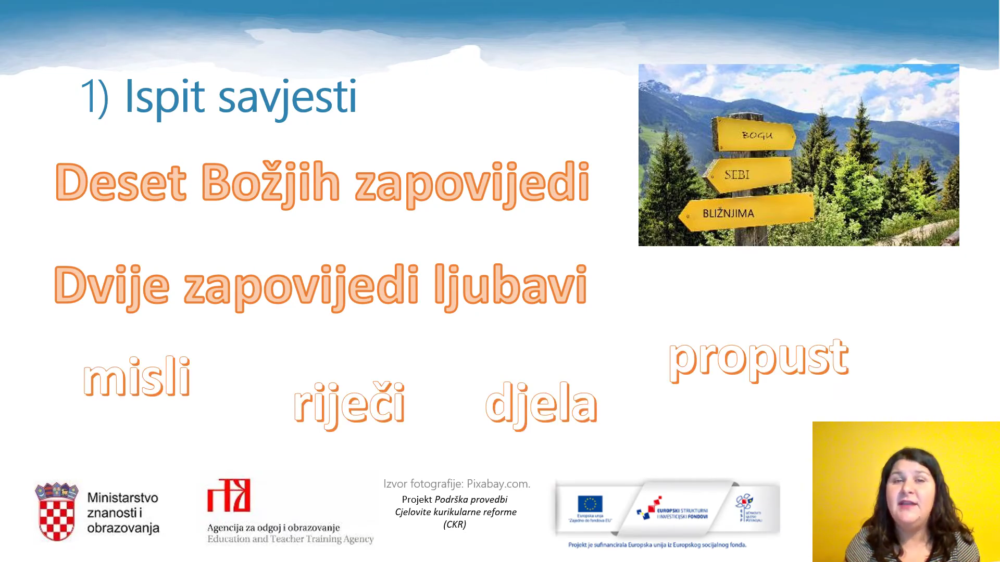 1) Ispit savjesti
BOGU
SEBI
BLIŽNJIMA
Deset Božjih zapovijedi
Dvije zapovijedi ljubavi
misli
riječi
djela
propust
Ministarstvo
znanosti i
obrazovanja
Agencija za odgoj i obrazovanje
Education and Teacher Training Agency
Izvor fotografije: Pixabay.com.
Projekt Podrška provedbi
Cjelovite kurikularne reforme
(CKR)
Europska unija
"Zajedno do fondova EU"
EUROPSKI STRUKTURNI
I INVESTICIJSKI FONDOVI
Projekt je sufinancirala Europska unija iz Europskog socijalnog fonda.